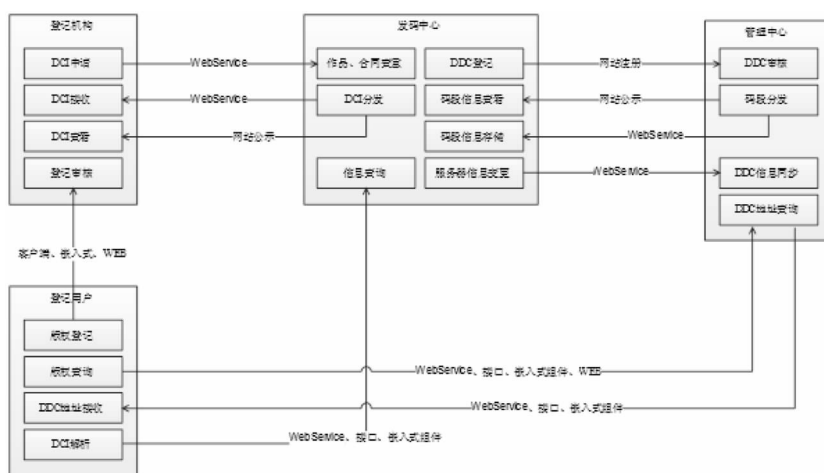 登记机构
DCI申请
DCI接收
DCI查看
登记审核
WebService
WebService
网站公示
发码中心
作品、合同查重
DDC登记
DCI分发
码段信息查看
码段信息存储
信息查询
服务器信息变更
网站注册
网站公示
WebService
WebService
管理中心
DDC审核
码段分发
DDC信息同步
DDC地址查询
客户端、嵌入式、WEB
登记用户
版权登记
版权查询
DDC地址接收
DCI解析
WebService、接口、嵌入式组件、WEB
WebService、接口、嵌入式组件
WebService、接口、嵌入式组件